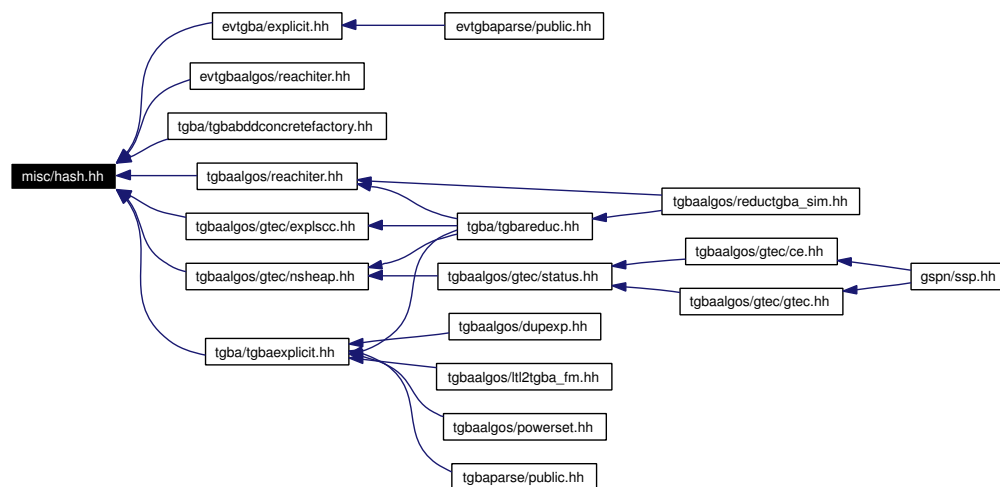 evtgba/explicit.hh
evtgbaparse/public.hh
evtgbaalgos/reachiter.hh
tgba/tgbabddconcretefactory.hh
misc/hash.hh
tgbaalgos/reachiter.hh
tgbaalgos/reductgba_sim.hh
tgbaalgos/gtec/explscc.hh
tgba/tgbareduc.hh
tgbaalgos/gtec/ce.hh
tgbaalgos/gtec/nsheap.hh
tgbaalgos/gtec/status.hh
gspn/ssp.hh
tgbaalgos/gtec/gtec.hh
tgbaalgos/dupexp.hh
tgba/tgbaexplicit.hh
tgbaalgos/ltl2tgba_fm.hh
tgbaalgos/powerset.hh
tgbaparse/public.hh